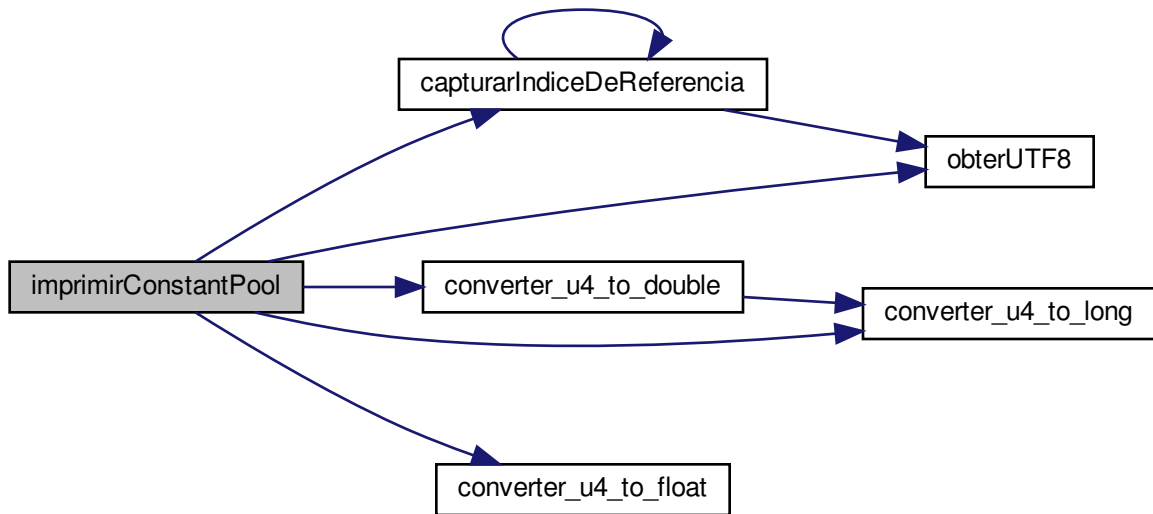 capturarIndiceDeReferencia
obterUTF8
imprimirConstantPool
converter_u4_to_double
converter_u4_to_long
converter_u4_to_float